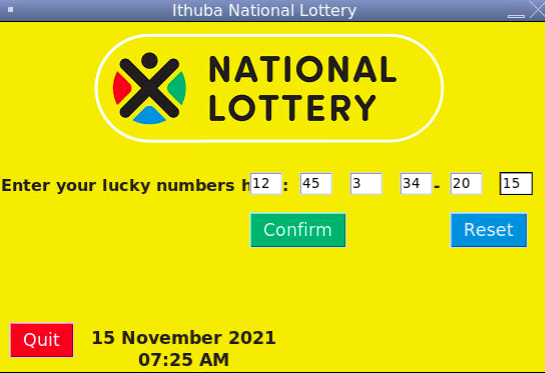 Ithuba National Lottery
NATIONAL
LOTTERY
Enter your lucky numbers h 12 : 45 3 34 - 20 15
Confirm Reset
Quit 15 November 2021
07:25 AM